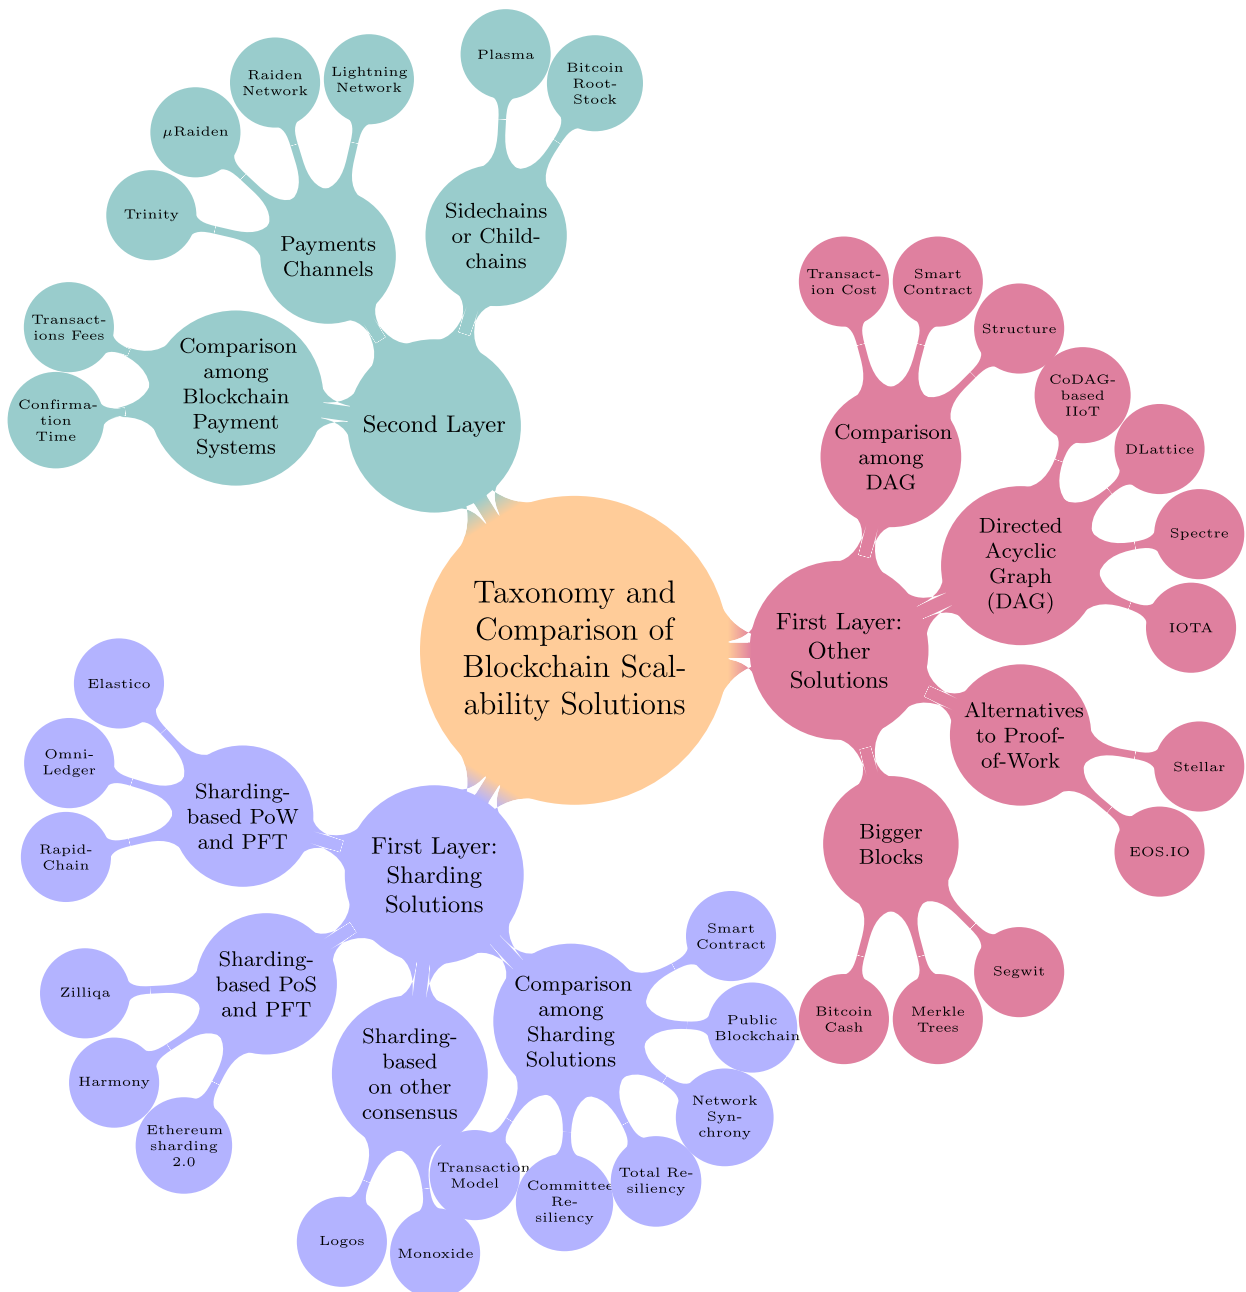 Plasma
Bitcoin
Root-
Stock
Raiden
Network
Lightning
Network
μRaiden
Trinity
Payments
Channels
Sidechains
or Child-
chains
Transact-
ions Fees
Confirma-
tion
Time
Comparison
among
Blockchain
Payment
Systems
Second Layer
Transact-
ion Cost
Smart
Contract
Structure
CoDAG-
based
IIoT
DLattice
Spectre
IOTA
Comparison
among
DAG
Directed
Acyclic
Graph
(DAG)
Taxonomy and
Comparison of
Blockchain Scal-
ability Solutions
First Layer:
Other
Solutions
Alternatives
to Proof-
of-Work
Stellar
EOS.IO
Bigger
Blocks
Segwit
Merkle
Trees
Bitcoin
Cash
Elastico
Omni-
Ledger
Rapid-
Chain
Sharding-
based PoW
and PFT
First Layer:
Sharding
Solutions
Sharding-
based PoS
and PFT
Zilliqa
Harmony
Ethereum
sharding
2.0
Sharding-
based
on other
consensus
Logos
Monoxide
Comparison
among
Sharding
Solutions
Smart
Contract
Public
Blockchain
Network
Syn-
chrony
Total Re-
siliency
Committee
Re-
siliency
Transaction
Model